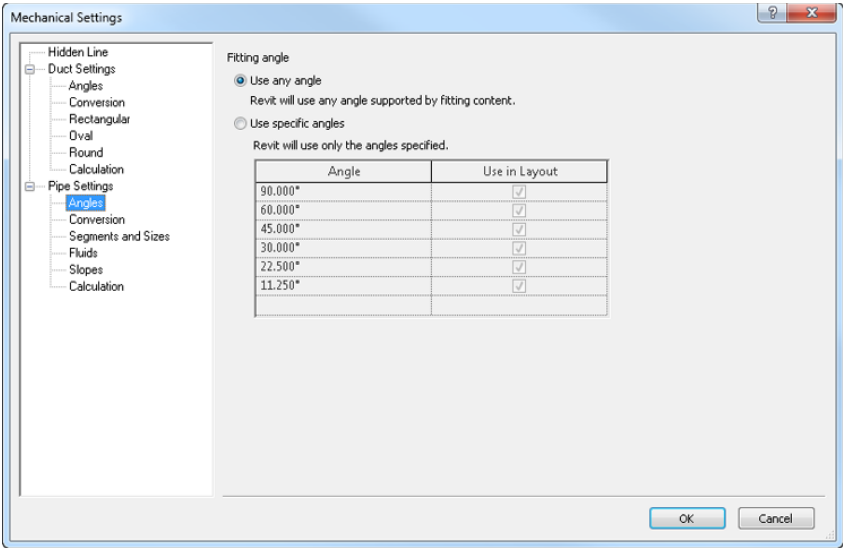 Mechanical Settings
Hidden Line
Duct Settings
Angles
Conversion
Rectangular
Oval
Round
Calculation
Pipe Settings
Angles
Conversion
Segments and Sizes
Fluids
Slopes
Calculation
Fitting angle
Use any angle
Revit will use any angle supported by fitting content.
Use specific angles
Revit will use only the angles specified.
Angle Use in Layout
90.000°
60.000°
45.000°
30.000°
22.500°
11.250°
OK Cancel